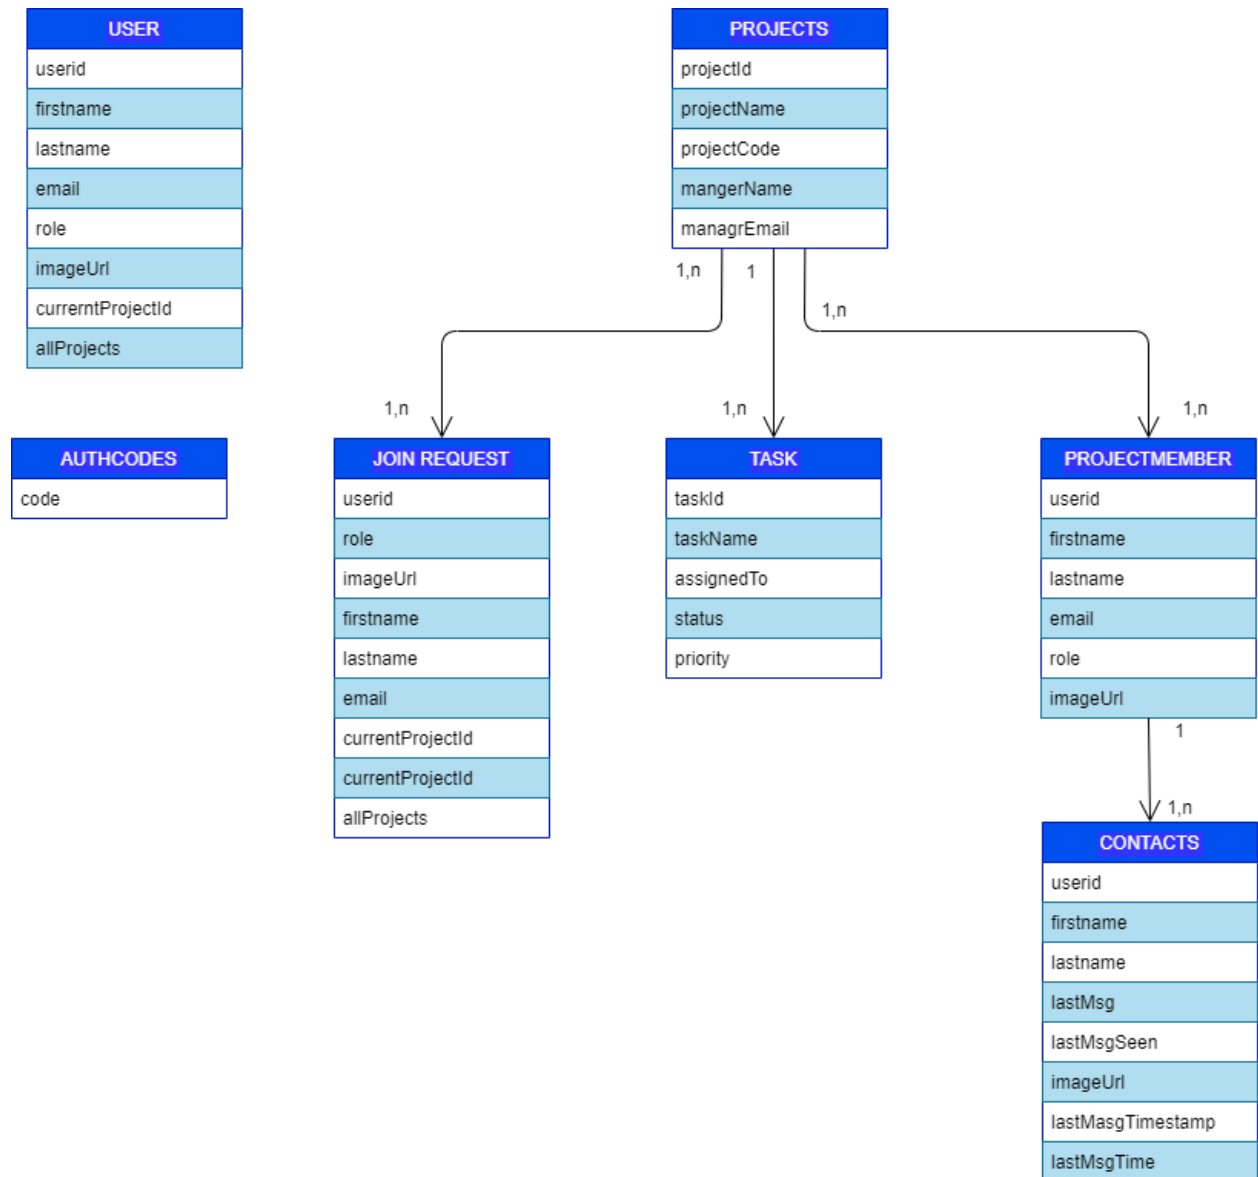 USER
userid
firstname
lastname
email
role
imageUrl
currerntProjectId
allProjects
PROJECTS
projectId
projectName
projectCode
mangerName
managrEmail
1,n
1
1,n
1,n
1,n
1,n
AUTHCODES
code
JOIN REQUEST
userid
role
imageUrl
firstname
lastname
email
currentProjectId
currentProjectId
allProjects
TASK
taskId
taskName
assignedTo
status
priority
PROJECTMEMBER
userid
firstname
lastname
email
role
imageUrl
1
1,n
CONTACTS
userid
firstname
lastname
lastMsg
lastMsgSeen
imageUrl
lastMasgTimestamp
lastMsgTime